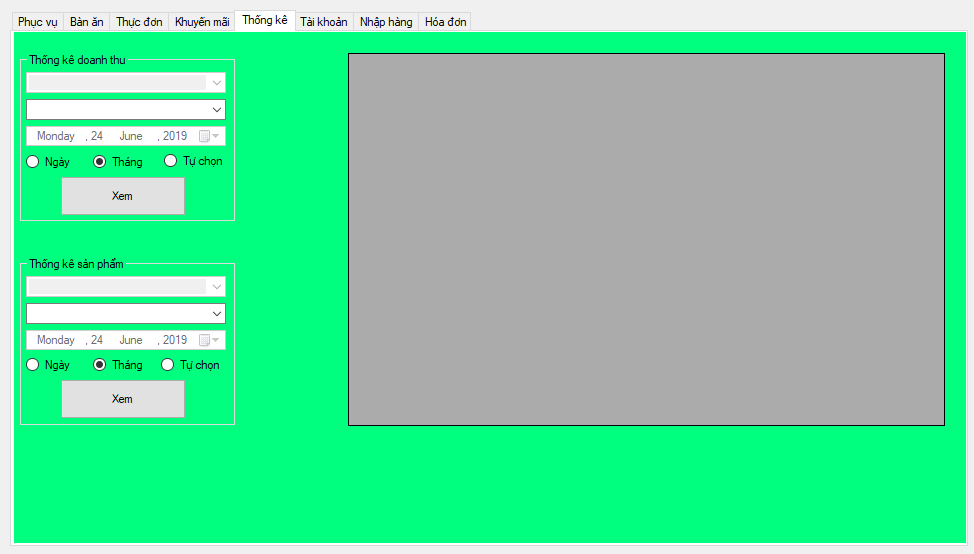 Phục vụ Bàn ăn Thực đơn Khuyến mãi Thống kê Tài khoản Nhập hàng Hóa đơn
Thống kê doanh thu
Monday , 24 June , 2019
Ngày Tháng Tự chọn
Xem
Thống kê sản phẩm
Monday , 24 June , 2019
Ngày Tháng Tự chọn
Xem